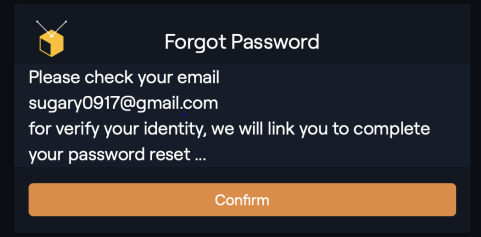 Forgot Password
Please check your email
sugary0917@gmail.com
for verify your identity, we will link you to complete
your password reset ...
Confirm